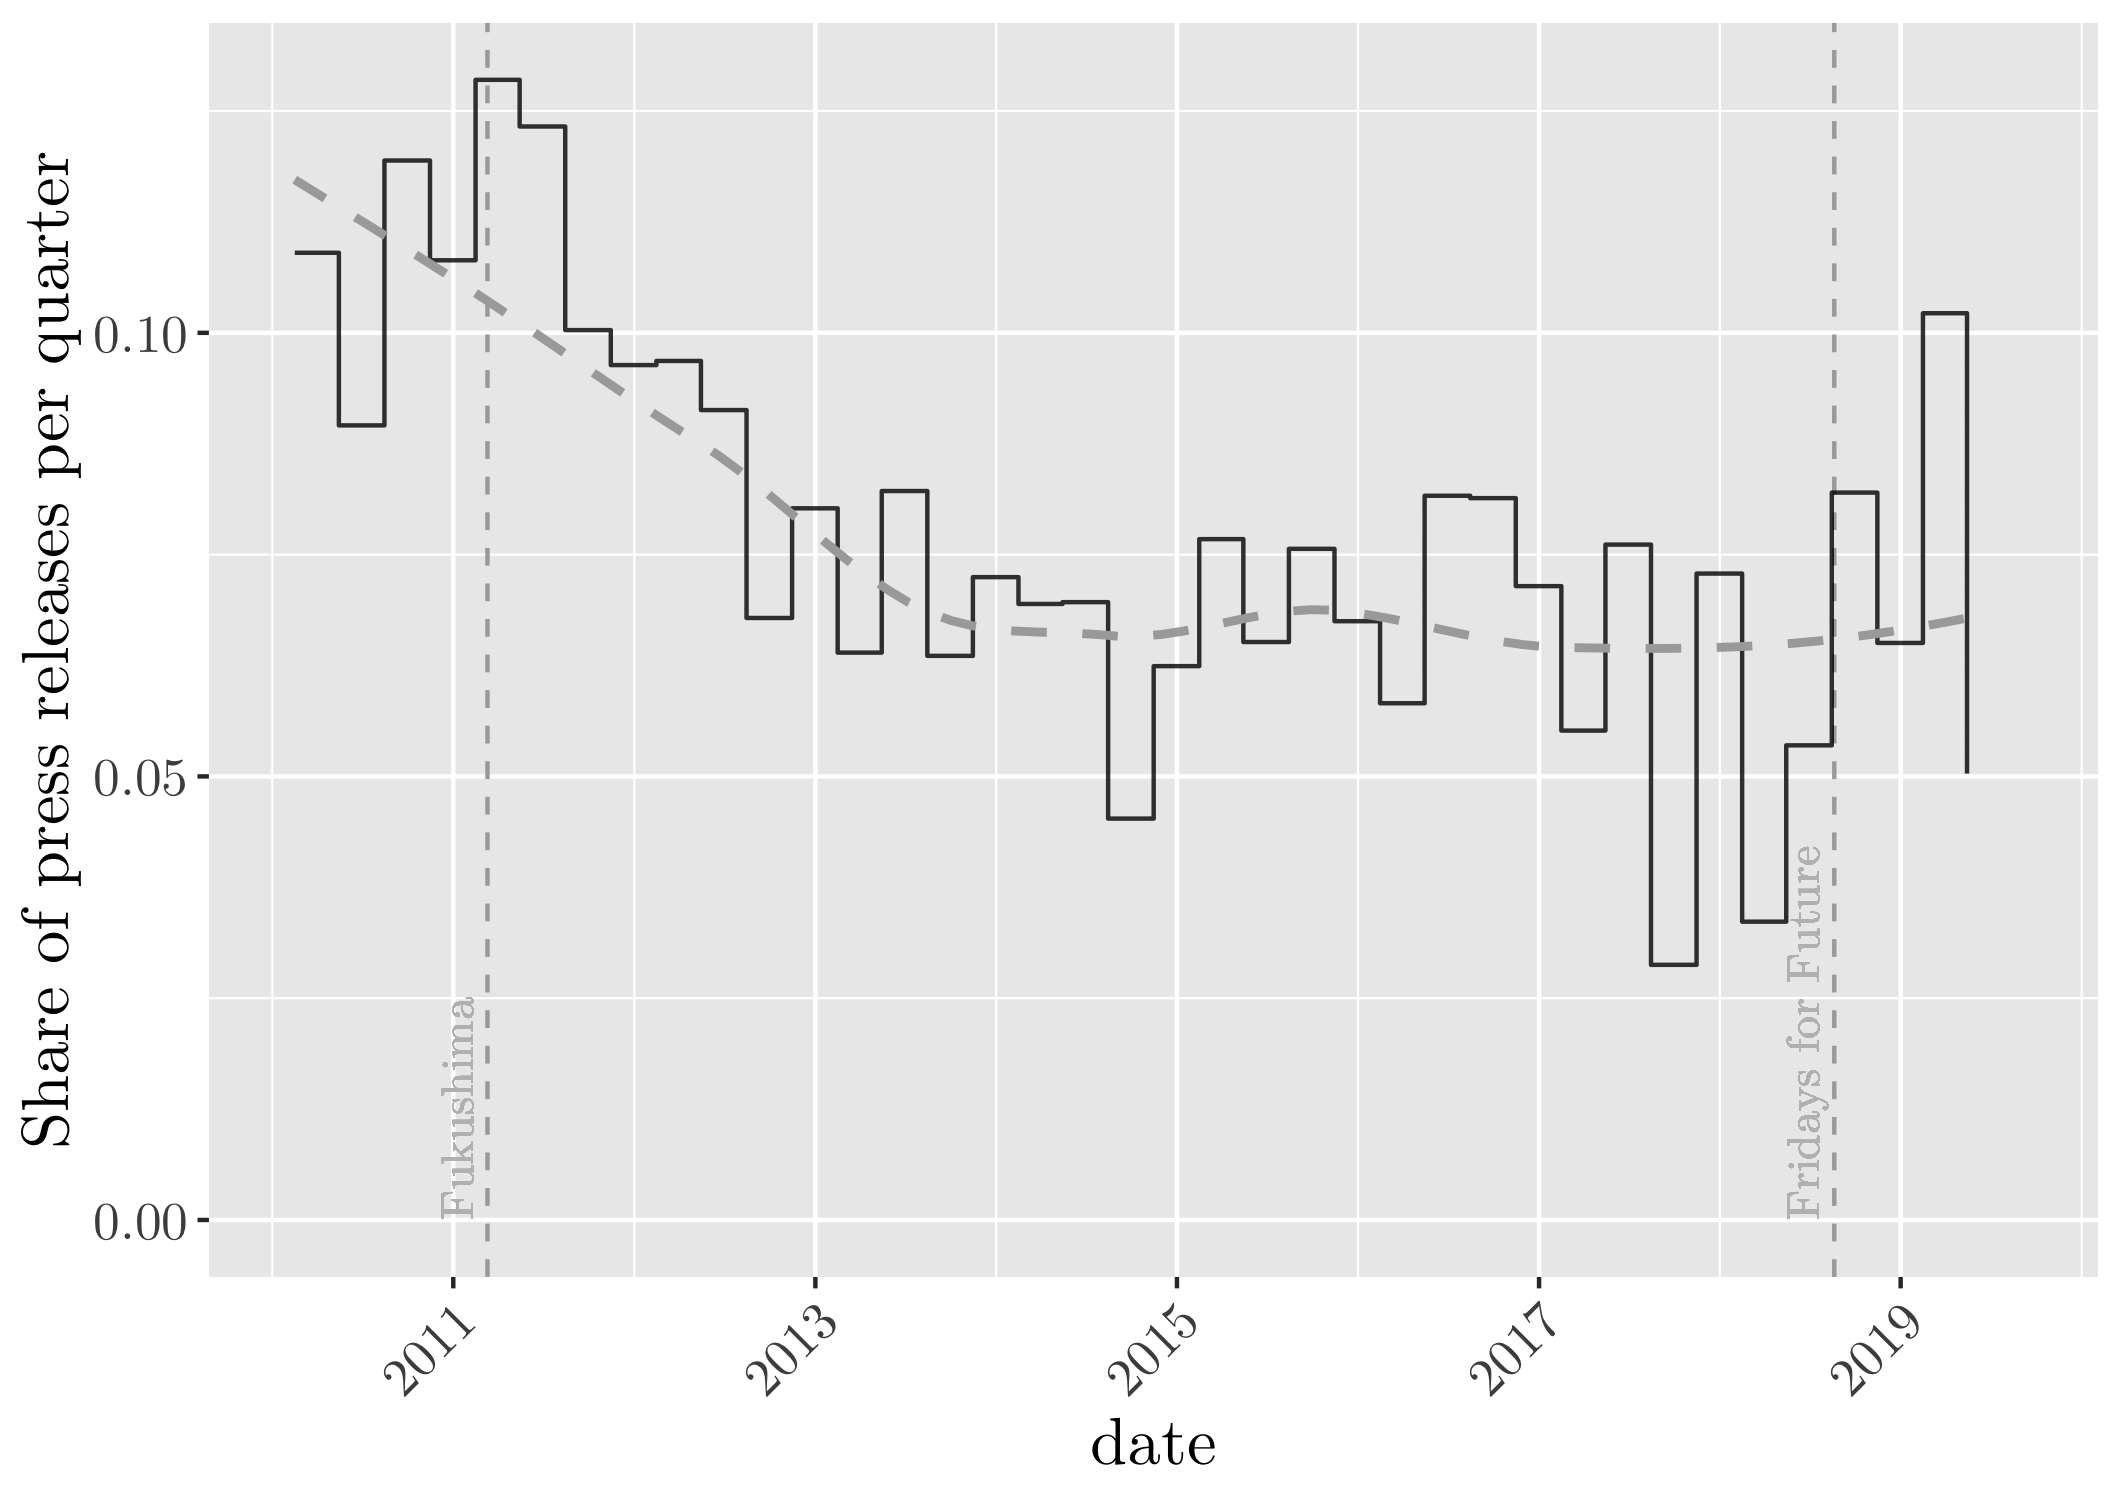 Share of press releases per quarter
0.10
0.05
0.00
Fukushima
Fridays for Future
2011
2013
2015
2017
2019
date